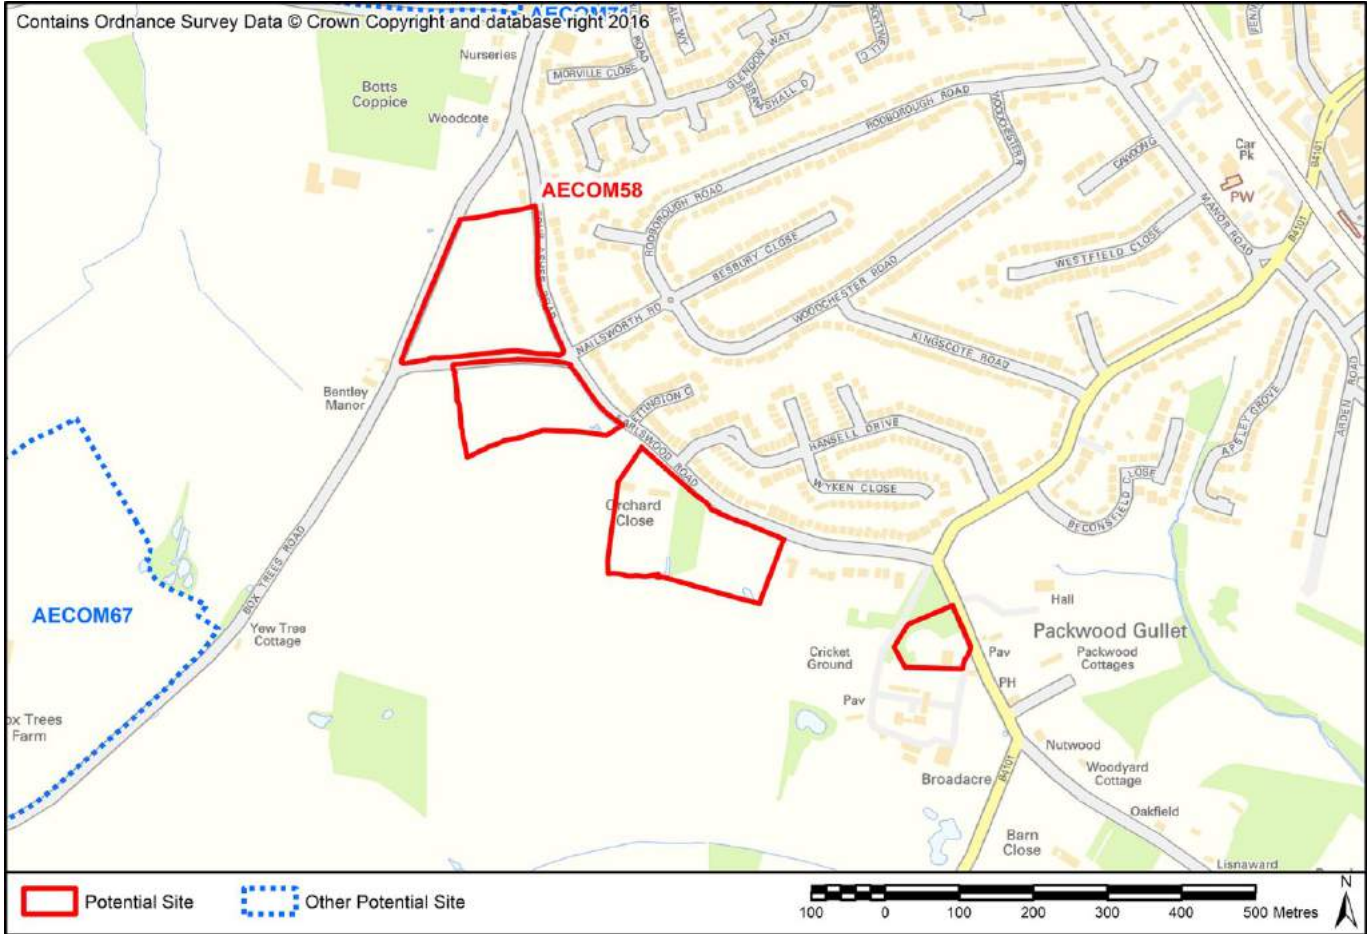 Contains Ordnance Survey Data © Crown Copyright and database right 2016
Nurseries
MORVILLE CLOSE
GLENDON WAY
ROAD
Botts
Coppice
Woodcote
RODBOROUGH ROAD
Car
Pk
PW
B4101
AECOM58
RODBOROUGH ROAD
BESBURY CLOSE
WESTFIELD CLOSE
MANOR ROAD
B4101
WOODCHESTER ROAD
NAILSWORTH RD
KINGSCOTE ROAD
Bentley
Manor
HANSELL DRIVE
APSLEY GROVE
ARDEN ROAD
WYKEN CLOSE
BECONSFIELD CLOSE
Orchard
Close
BOX TREES ROAD
AECOM67
Yew Tree
Cottage
Hall
Packwood Gullet
Packwood
Cottages
Cricket
Ground
Pav
PH
Pav
Farm
Nutwood
Woodyard
Cottage
Broadacre
B4101
Oakfield
Barn
Close
Lisnaward
Potential Site
Other Potential Site
100 0 100 200 300 400 500 Metres
N